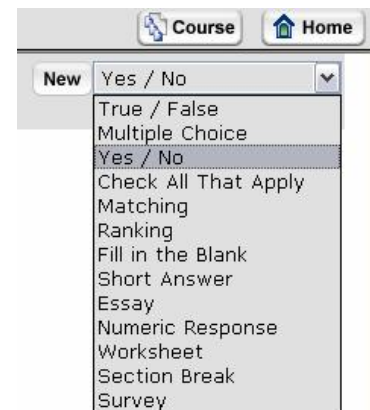 Course Home
New Yes / No
True / False
Multiple Choice
Yes / No
Check All That Apply
Matching
Ranking
Fill in the Blank
Short Answer
Essay
Numeric Response
Worksheet
Section Break
Survey